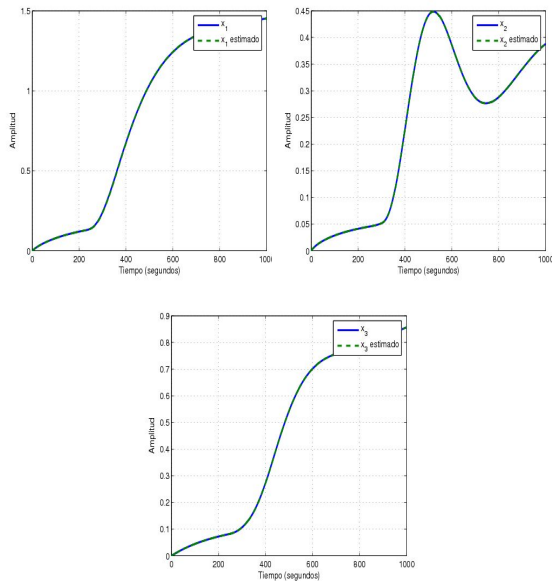 1.5
1
0.5
0
0 200 400 600 800 1000
Amplitud
Tiempo (segundos)
x1
x1 estimado
0.45
0.4
0.35
0.3
0.25
0.2
0.15
0.1
0.05
0
0 200 400 600 800 1000
Amplitud
Tiempo (segundos)
x2
x2 estimado
0.9
0.8
0.7
0.6
0.5
0.4
0.3
0.2
0.1
0
0 200 400 600 800 1000
Amplitud
Tiempo (segundos)
x3
x3 estimado